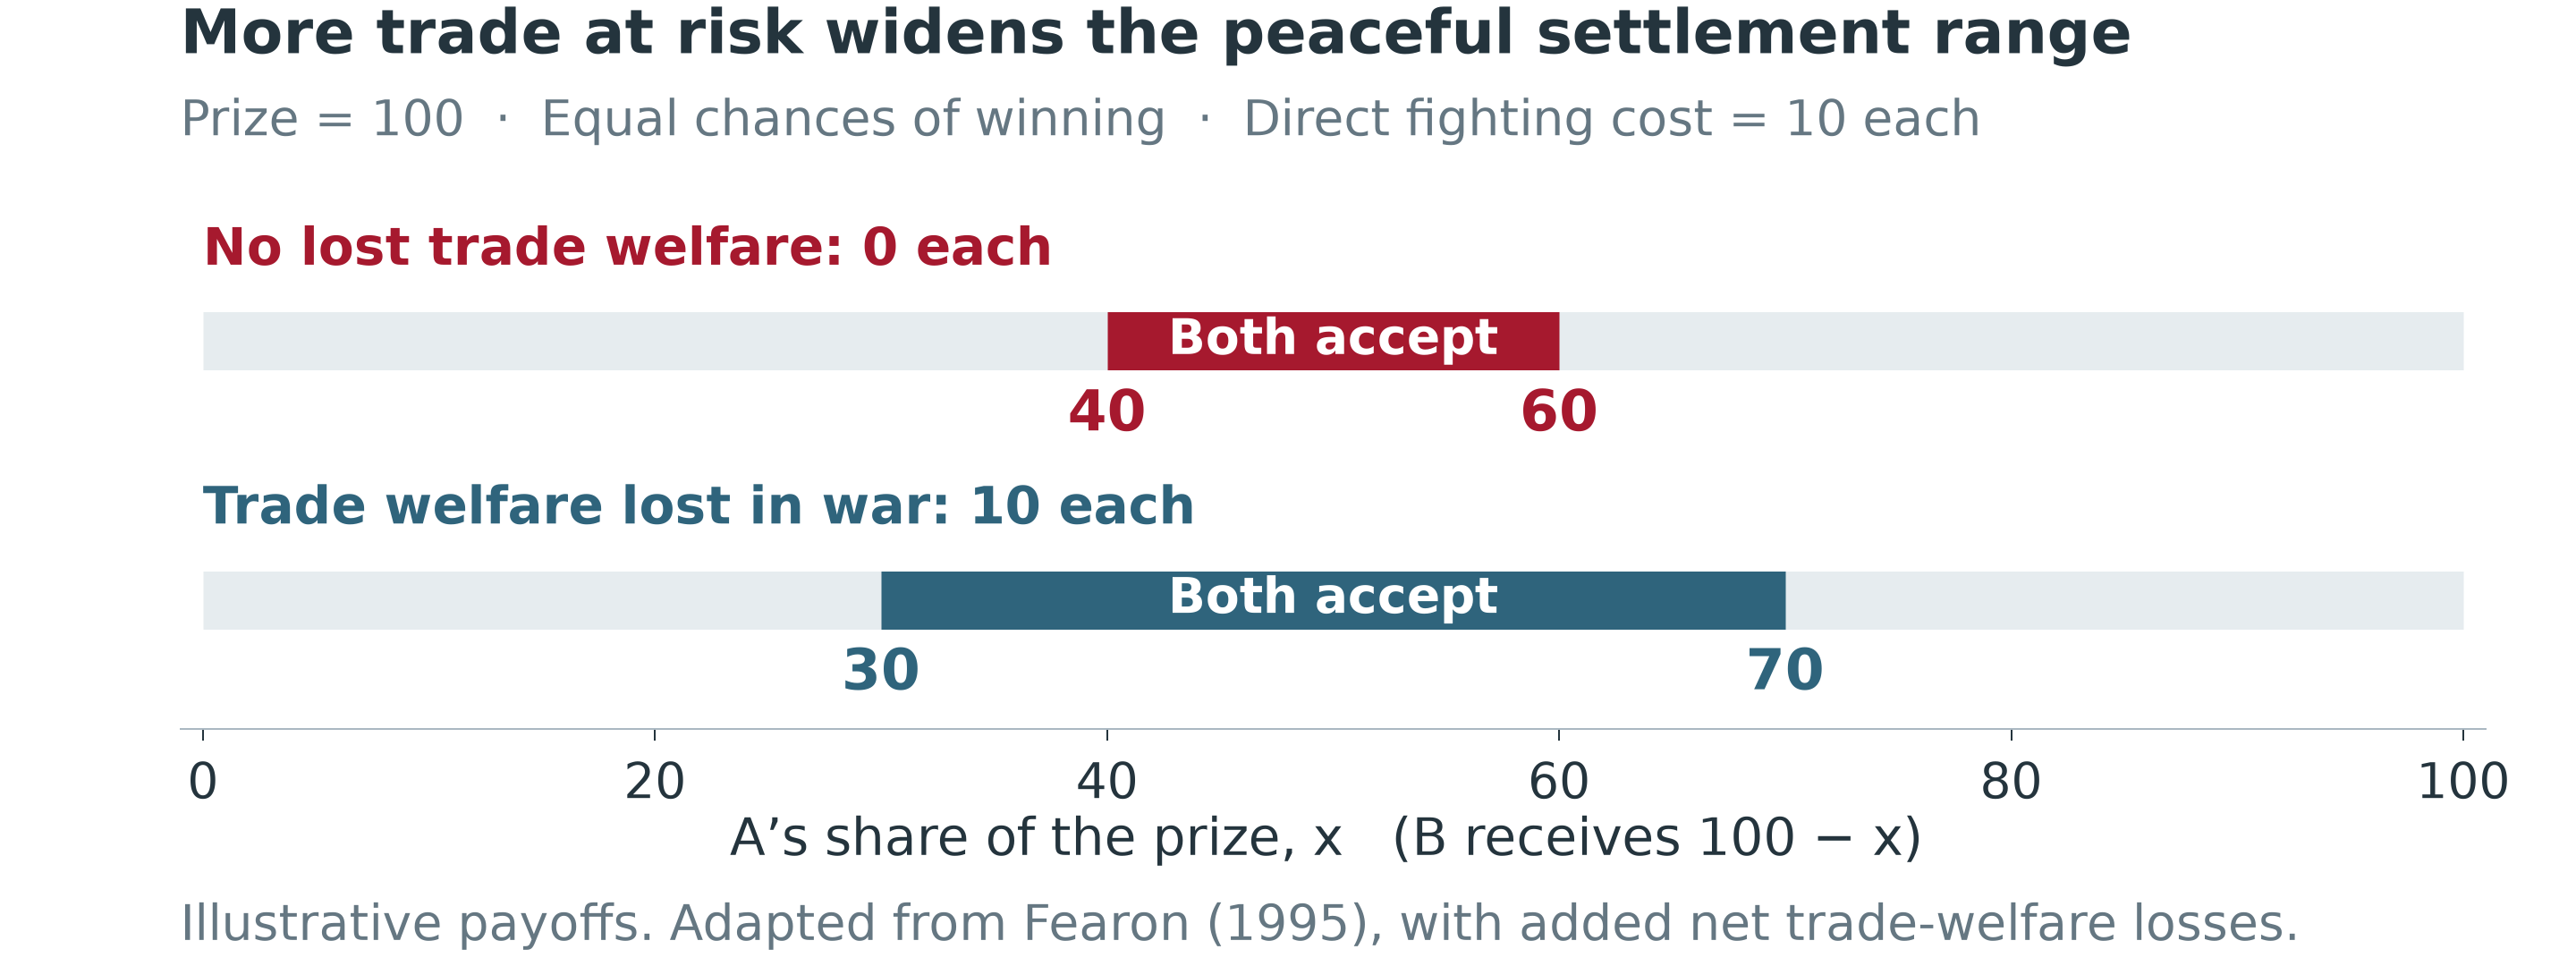 More trade at risk widens the peaceful settlement range
Prize = 100 · Equal chances of winning · Direct fighting cost = 10 each
No lost trade welfare: 0 each
Both accept
40 60
Trade welfare lost in war: 10 each
Both accept
30 70
0 20 40 60 80 100
A’s share of the prize, x (B receives 100 − x)
Illustrative payoffs. Adapted from Fearon (1995), with added net trade-welfare losses.